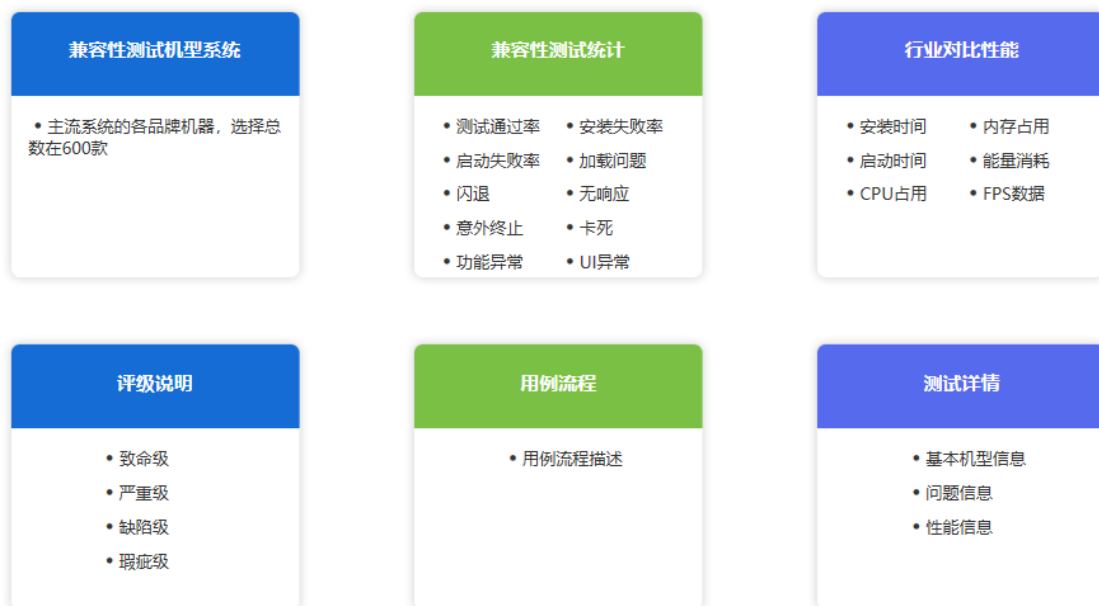 兼容性测试机型系统
• 主流系统的各品牌机器，选择总
数在600款
兼容性测试统计
• 测试通过率 • 安装失败率
• 启动失败率 • 加载问题
• 闪退 • 无响应
• 意外终止 • 卡死
• 功能异常 • UI异常
行业对比性能
• 安装时间 • 内存占用
• 启动时间 • 能量消耗
• CPU占用 • FPS数据
评级说明
• 致命级
• 严重级
• 缺陷级
• 瑕疵级
用例流程
• 用例流程描述
测试详情
• 基本机型信息
• 问题信息
• 性能信息